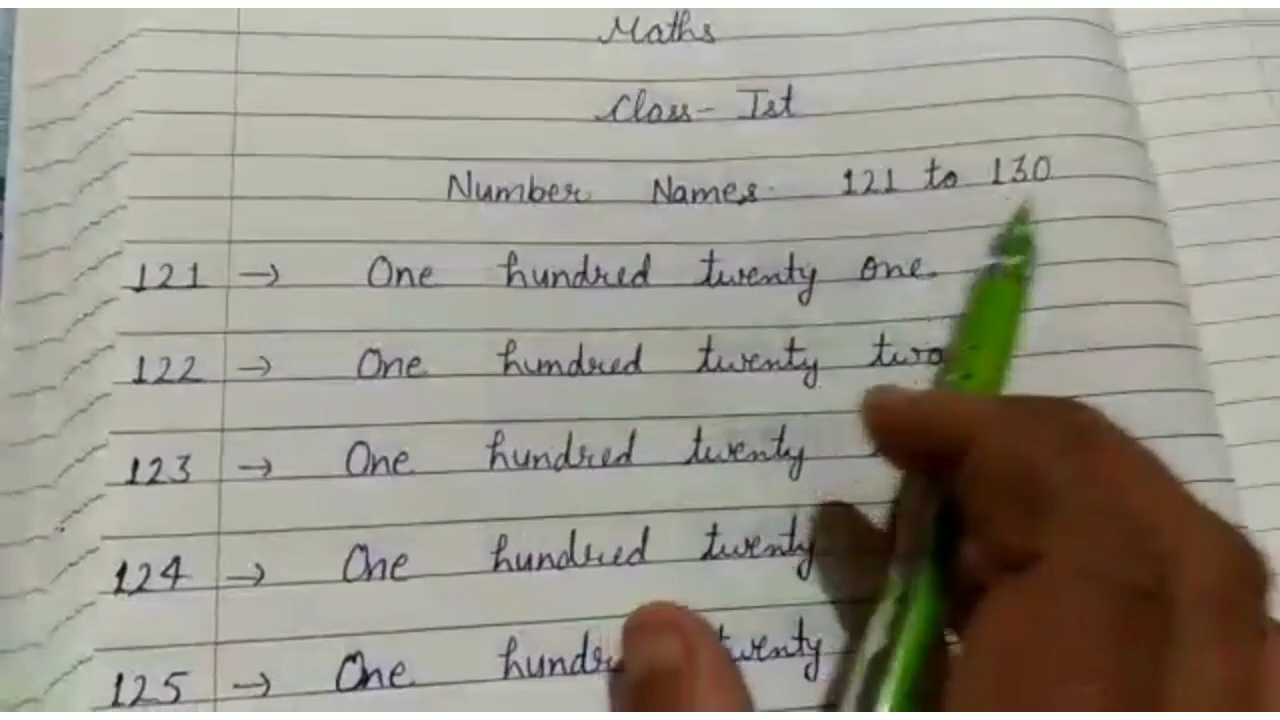 Maths
Class- Ist
Number Names. 121 to 130
121 → One hundred twenty one.
122 → One hundred twenty two
123 → One hundred twenty
124 → One hundred twenty
125 → One twenty